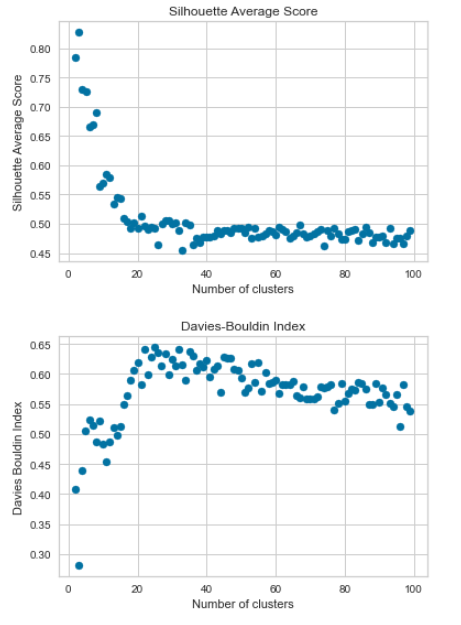 Silhouette Average Score
0.80
0.75
0.70
0.65
0.60
0.55
0.50
0.45
Silhouette Average Score
0 20 40 60 80 100
Number of clusters
Davies-Bouldin Index
0.65
0.60
0.55
0.50
0.45
0.40
0.35
0.30
Davies Bouldin Index
0 20 40 60 80 100
Number of clusters